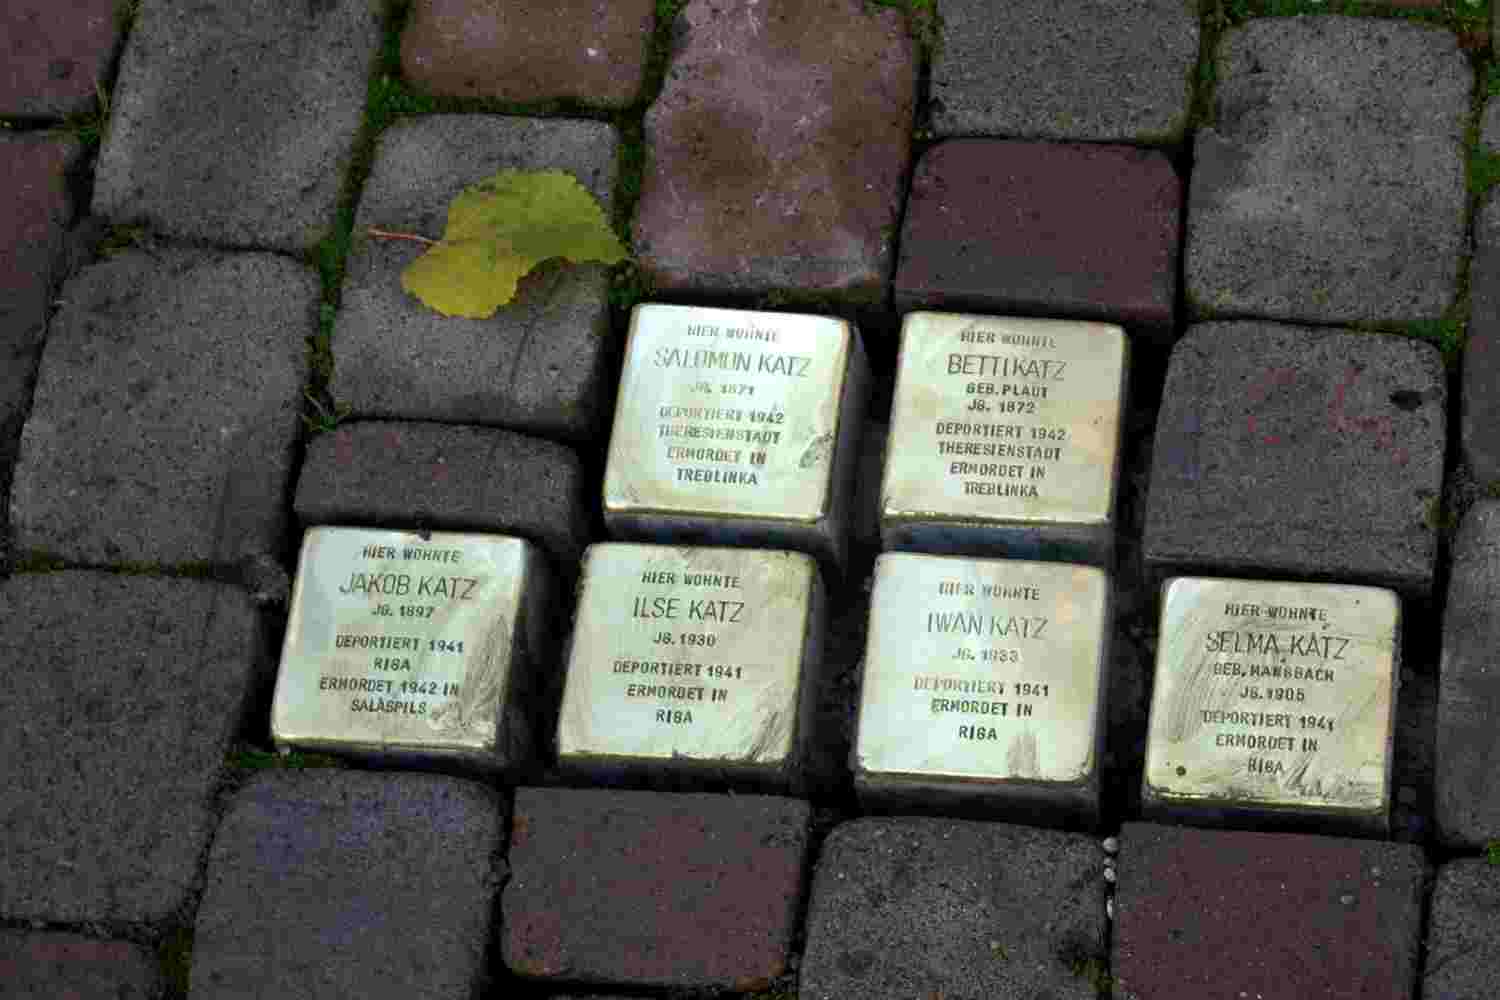 HIER WOHNTE
SALOMON KATZ
JG. 1871
DEPORTIERT 1942
THERESIENSTADT
ERMORDET IN
TREBLINKA
HIER WOHNTE
BETTI KATZ
GEB. PLAUT
JG. 1872
DEPORTIERT 1942
THERESIENSTADT
ERMORDET IN
TREBLINKA
HIER WOHNTE
JAKOB KATZ
JG. 1897
DEPORTIERT 1941
RIGA
ERMORDET 1942 IN
SALASPILS
HIER WOHNTE
ILSE KATZ
JG. 1930
DEPORTIERT 1941
ERMORDET IN
RIGA
HIER WOHNTE
IWAN KATZ
JG. 1933
DEPORTIERT 1941
ERMORDET IN
RIGA
HIER WOHNTE
SELMA KATZ
GEB. MANSBACH
JG. 1905
DEPORTIERT 1941
ERMORDET IN
RIGA